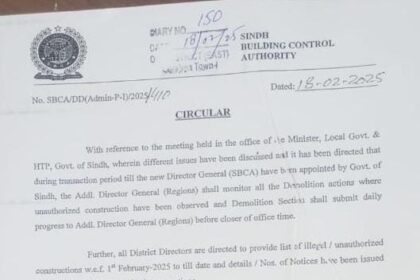 DIARY NO. 150
18/02/25
SINDH
BUILDING CONTROL
AUTHORITY
Dated: 18-02-2025
No. SBCA/DD(Admin-P-I)/2025/410
CIRCULAR
With reference to the meeting held in the office of the Minister, Local Govt. &
HTP, Govt. of Sindh, wherein different issues have been discussed and it has been directed that
during transaction period till the new Director General (SBCA) have been appointed by Govt. of
Sindh, the Addl. Director General (Regions) shall monitor all the Demolition actions where
unauthorized construction have been observed and Demolition Section shall submit daily
progress to Addl. Director General (Regions) before closer of office time.
Further, all District Directors are directed to provide list of illegal / unauthorized
constructions w.e.f. 1st February-2025 to till date and details / Nos. of Notices have been issued